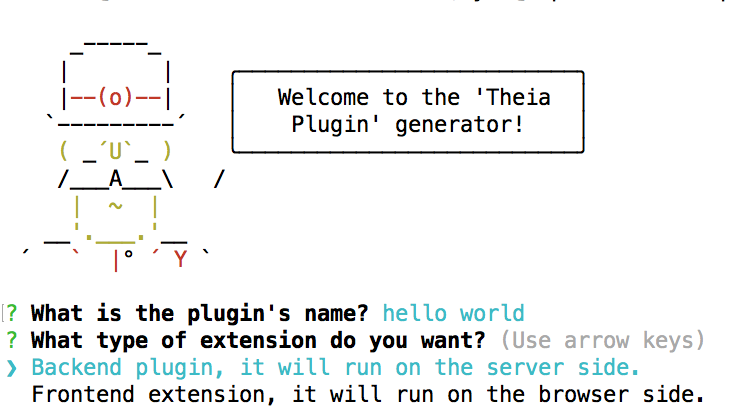 Welcome to the 'Theia
Plugin' generator!
? What is the plugin's name? hello world
? What type of extension do you want? (Use arrow keys)
❯ Backend plugin, it will run on the server side.
Frontend extension, it will run on the browser side.